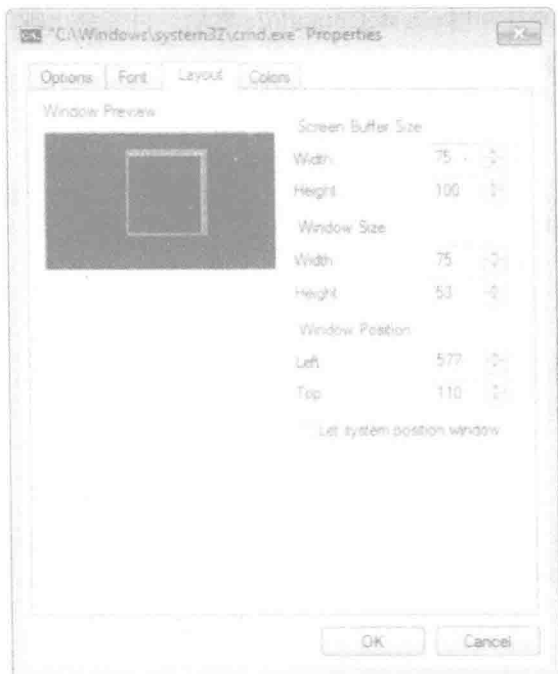 "C:\Windows\system32\cmd.exe" Properties
Options Font Layout Colors
Window Preview
Screen Buffer Size
Width 75
Height 100
Window Size
Width 75
Height 53
Window Position
Left 577
Top 110
Let system position window
OK Cancel